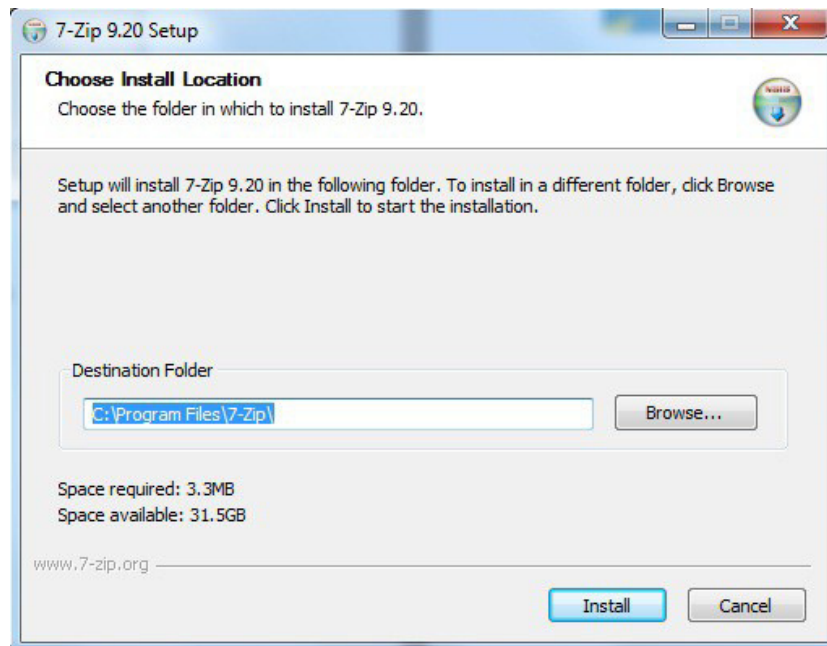 7-Zip 9.20 Setup
Choose Install Location
Choose the folder in which to install 7-Zip 9.20.
Setup will install 7-Zip 9.20 in the following folder. To install in a different folder, click Browse
and select another folder. Click Install to start the installation.
Destination Folder
C:\Program Files\7-Zip\
Browse...
Space required: 3.3MB
Space available: 31.5GB
www.7-zip.org
Install
Cancel